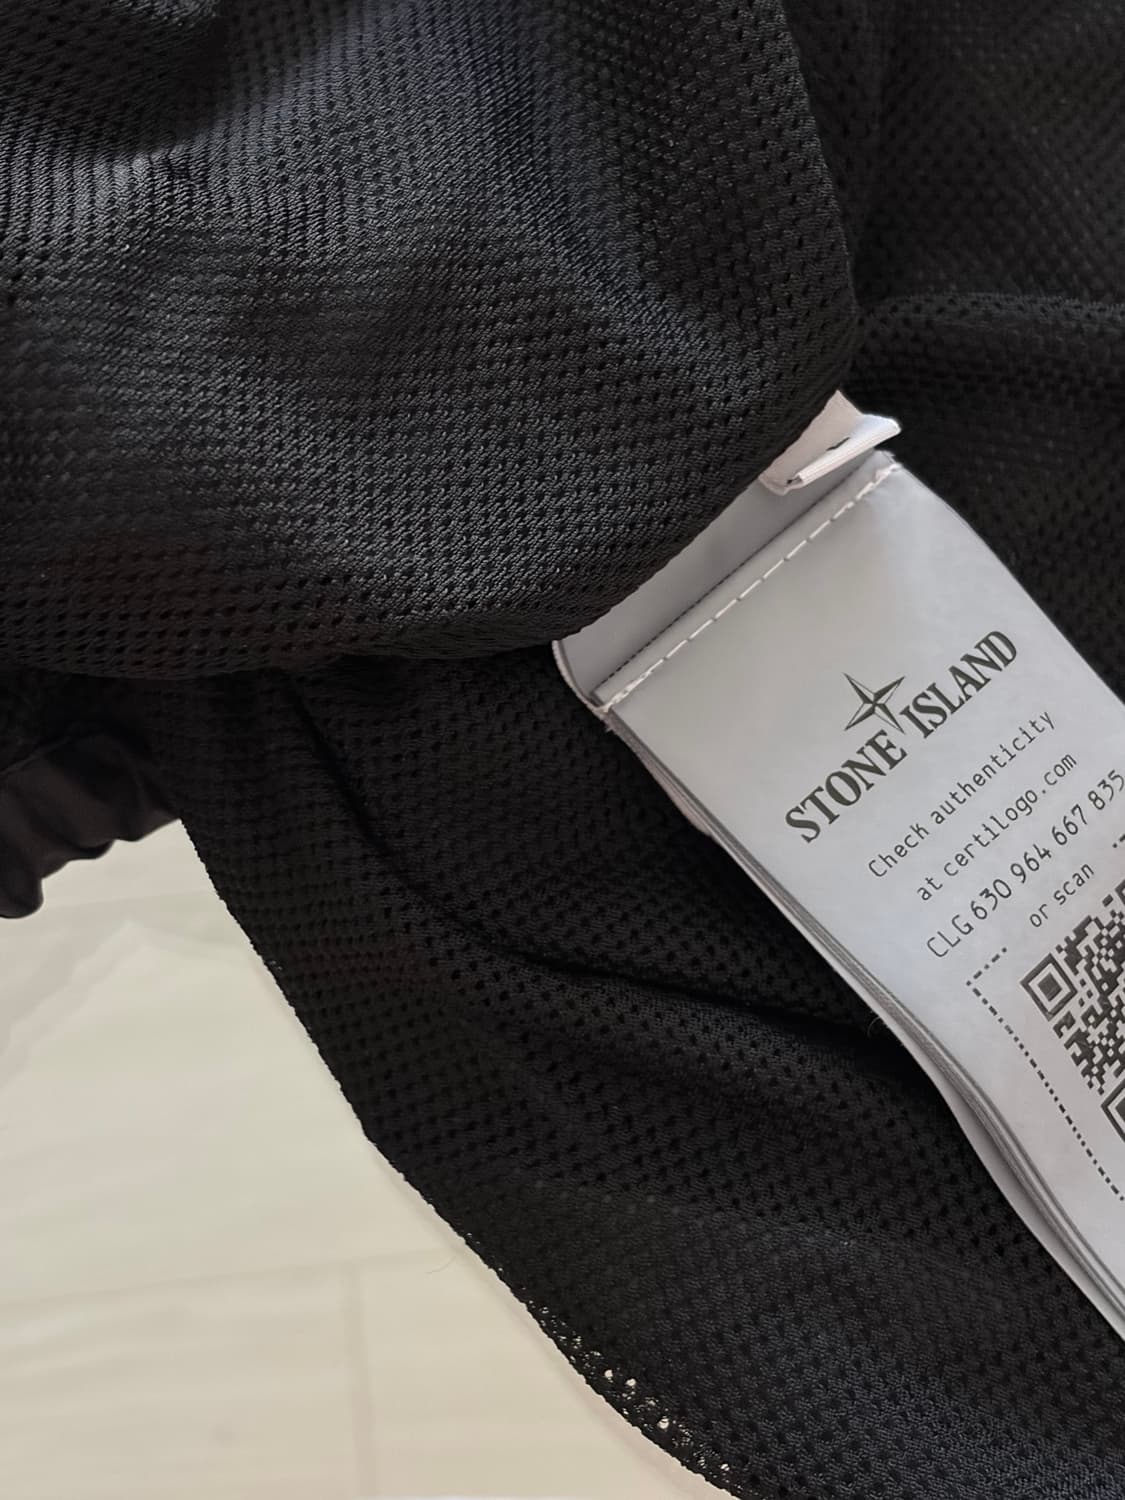 STONE ISLAND
Check authenticity
at certilogo.com
CLG 630 964 667 835
or scan